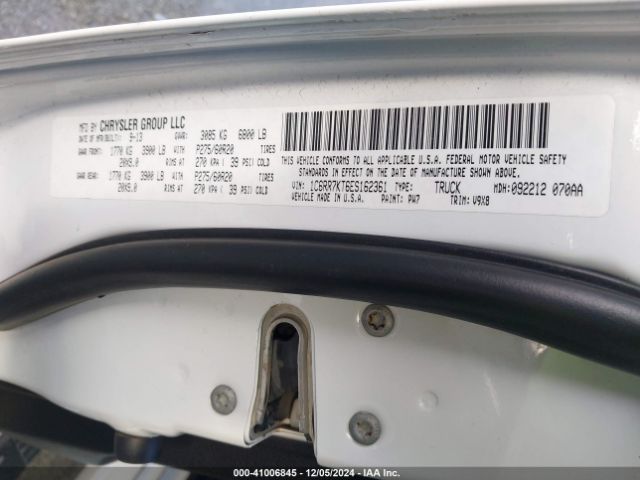 MFD BY CHRYSLER GROUP LLC
DATE OF MFR/BUILT: 9-13 GVWR: 3085 KG 6800 LB
GAWR FRONT: 1770 KG 3900 LB WITH P275/60R20 TIRES
20X9.0 RIMS AT 270 KPA( 39 PSI) COLD
GAWR REAR: 1770 KG 3900 LB WITH P275/60R20 TIRES
20X9.0 RIMS AT 270 KPA( 39 PSI) COLD
THIS VEHICLE CONFORMS TO ALL APPLICABLE U.S.A. FEDERAL MOTOR VEHICLE SAFETY
STANDARDS IN EFFECT ON THE DATE OF MANUFACTURE SHOWN ABOVE.
VIN: 1C6RR7KT6ES162361 TYPE: TRUCK MDH: 092212 070AA
VEHICLE MADE IN U.S.A. PAINT: PW7 TRIM: V9X8
000-41006845 - 12/05/2024 - IAA Inc.